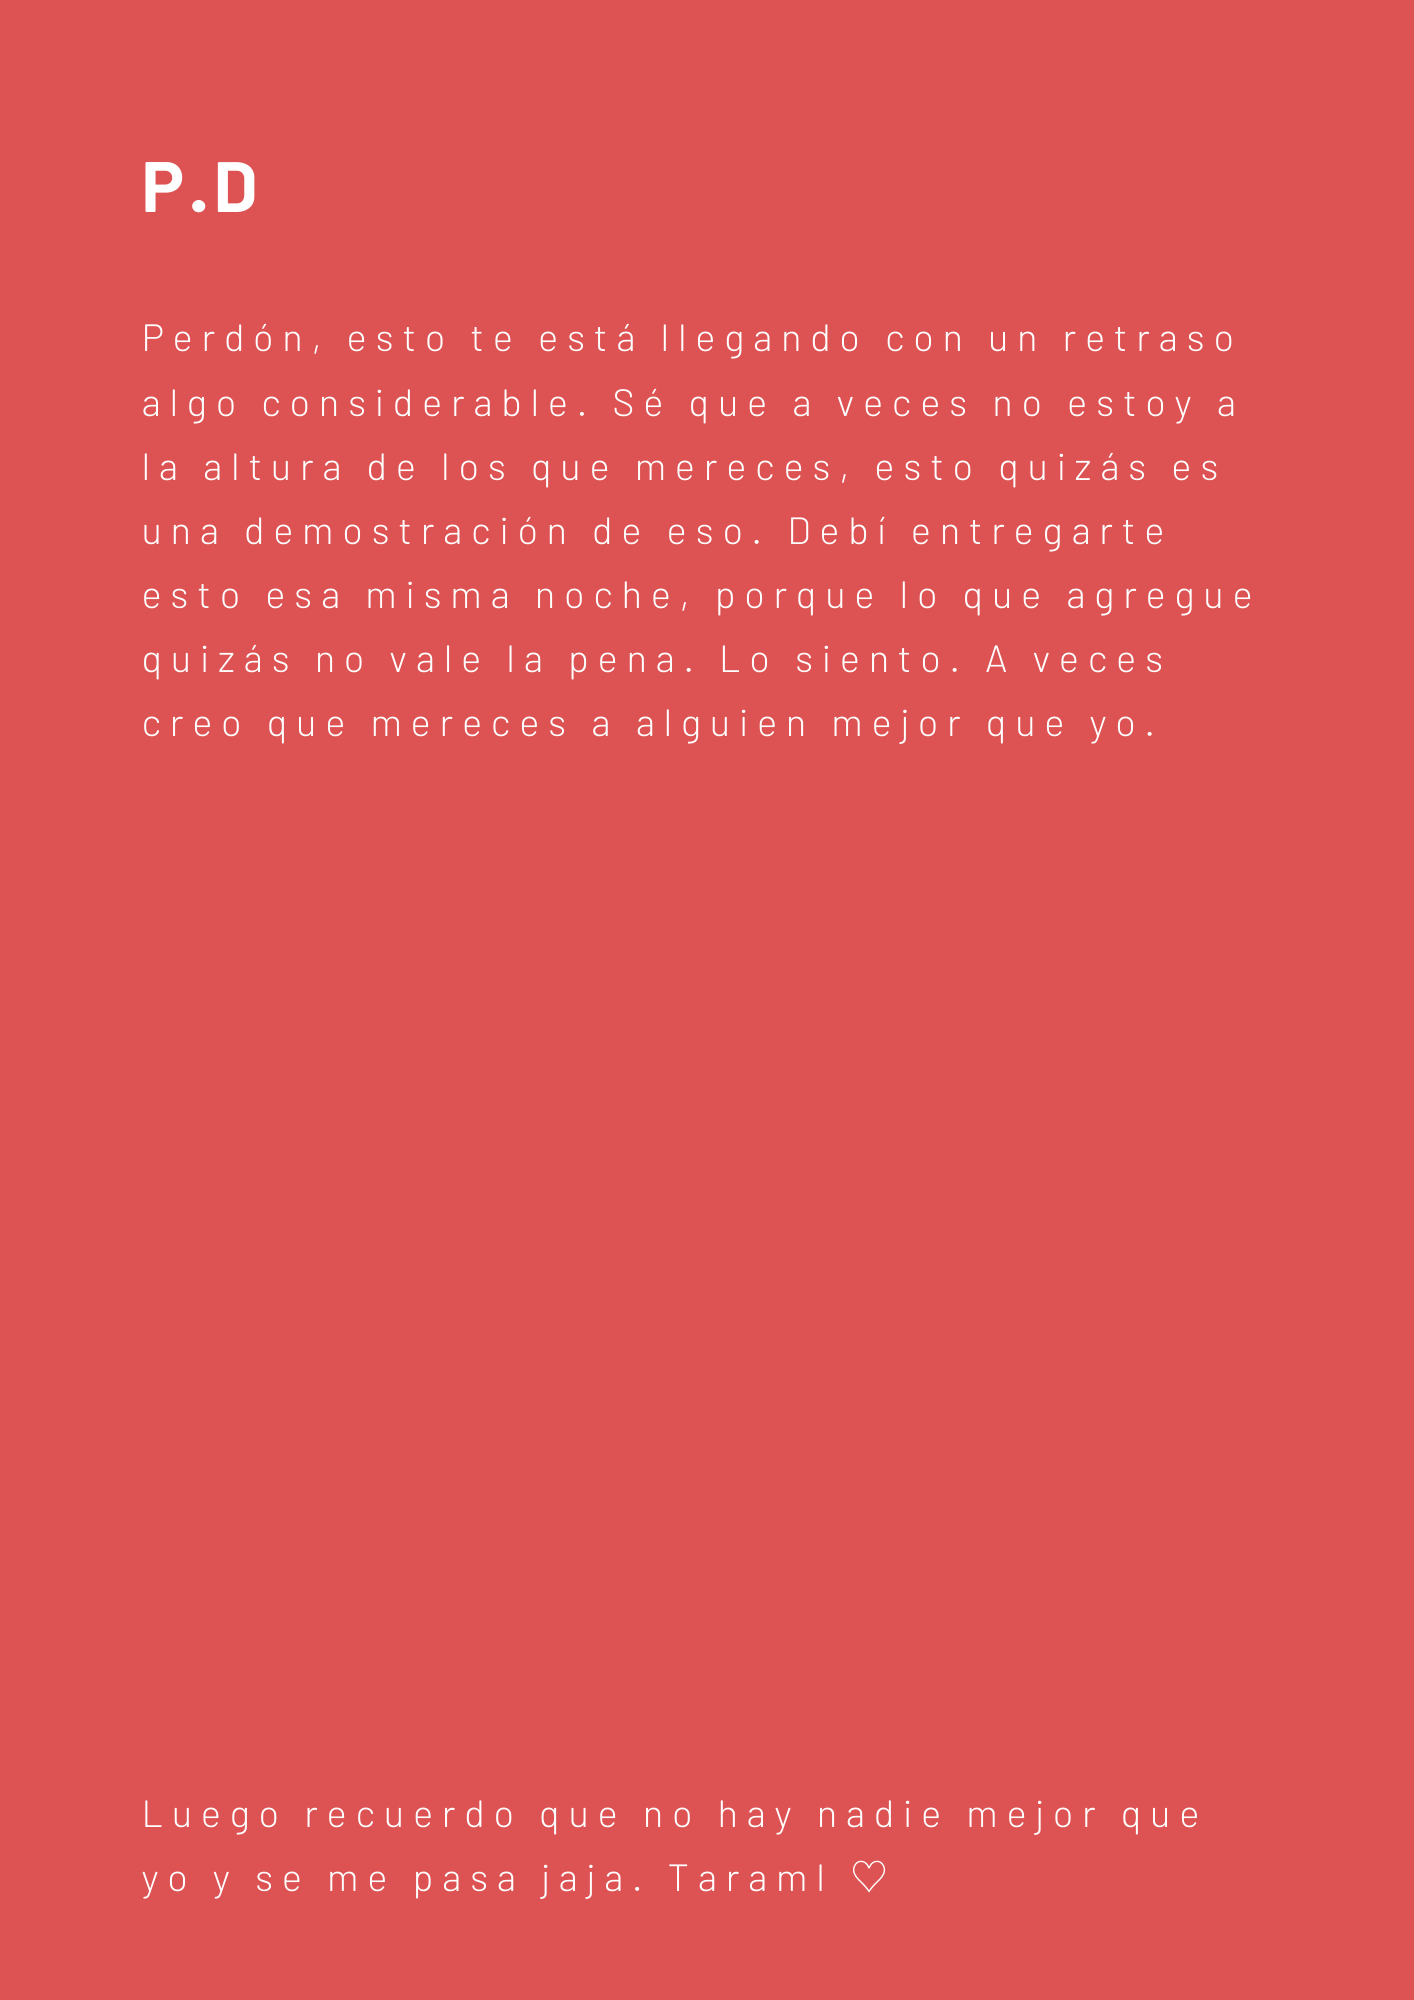 P.D
Perdón, esto te está llegando con un retraso
algo considerable. Sé que a veces no estoy a
la altura de los que mereces, esto quizás es
una demostración de eso. Debí entregarte
esto esa misma noche, porque lo que agregue
quizás no vale la pena. Lo siento. A veces
creo que mereces a alguien mejor que yo.
Luego recuerdo que no hay nadie mejor que
yo y se me pasa jaja. Taraml ♡